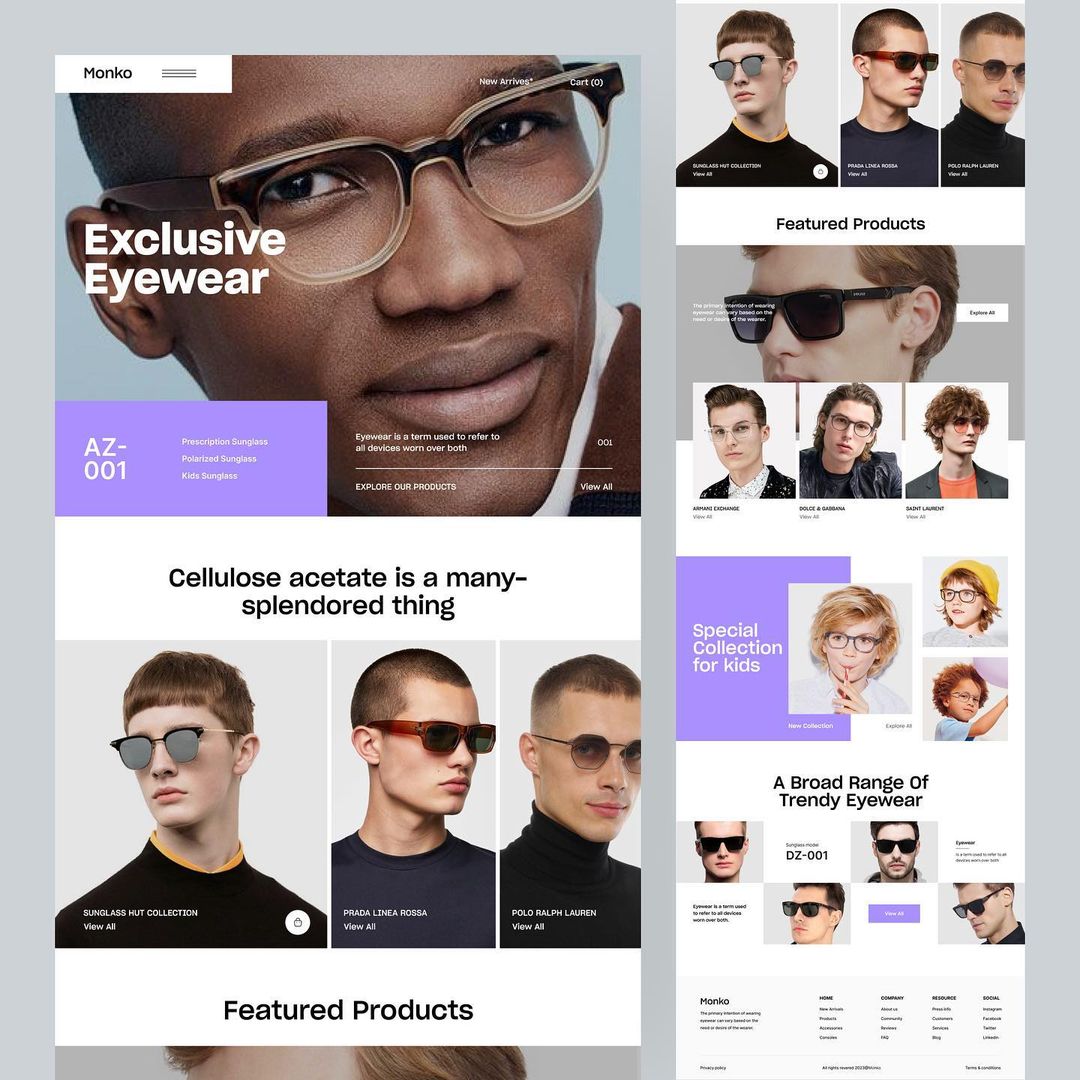 Monko
New Arrives*
Cart (0)
Exclusive
Eyewear
AZ-
001
Prescription Sunglass
Polarized Sunglass
Kids Sunglass
Eyewear is a term used to refer to
all devices worn over both
001
EXPLORE OUR PRODUCTS
View All
Cellulose acetate is a many-
splendored thing
SUNGLASS HUT COLLECTION
View All
PRADA LINEA ROSSA
View All
POLO RALPH LAUREN
View All
Featured Products
SUNGLASS HUT COLLECTION
View All
PRADA LINEA ROSSA
View All
POLO RALPH LAUREN
View All
Featured Products
The primary intention of wearing
eyewear can vary based on the
need or desire of the wearer.
Explore All
ARMANI EXCHANGE
View All
DOLCE & GABBANA
View All
SAINT LAURENT
View All
Special
Collection
for kids
New Collection
Explore All
A Broad Range Of
Trendy Eyewear
Sunglass model
DZ-001
Eyewear
is a term used to refer to all
devices worn over both
Eyewear is a term used
to refer to all devices
worn over both.
View All
Monko
The primary intention of wearing
eyewear can vary based on the
need or desire of the wearer.
HOME
New Arrivals
Products
Accessories
Consoles
COMPANY
About us
Community
Reviews
FAQ
RESOURCE
Press info
Customers
Services
Blog
SOCIAL
Instagram
Facebook
Twitter
Linkedin
Privacy policy
All rights revered 2023@Monko
Terms & conditions